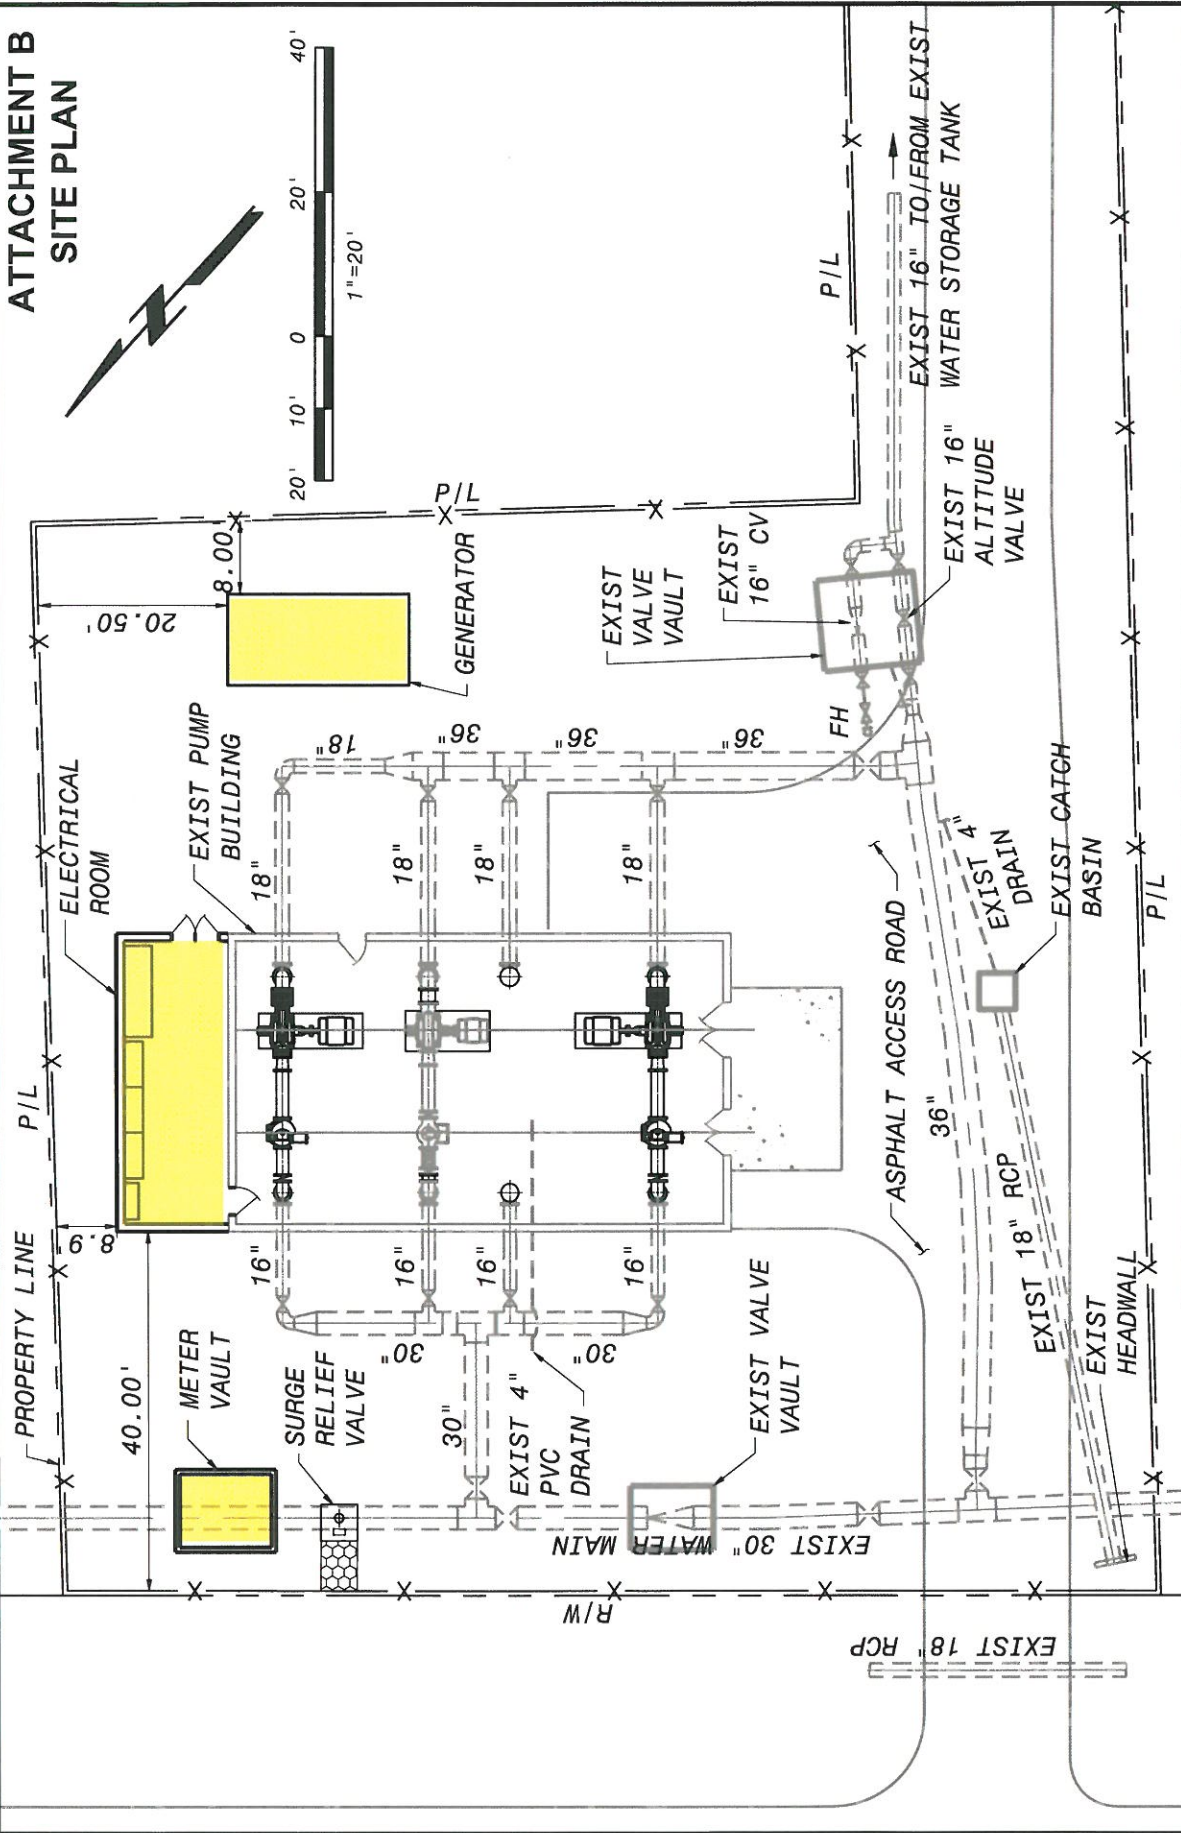 ATTACHMENT B
SITE PLAN
20'
10'
0
20'
40'
1"=20'
PROPERTY LINE
P/L
ELECTRICAL
ROOM
EXIST PUMP
BUILDING
20.50'
8.00'
GENERATOR
P/L
40.00'
8.9'
METER
VAULT
SURGE
RELIEF
VALVE
16"
16"
16"
16"
18"
18"
18"
18"
18"
36"
36"
36"
30"
30"
30"
EXIST 4"
PVC
DRAIN
EXIST VALVE
VAULT
EXIST 30" WATER MAIN
R/W
EXIST 18" RCP
EXIST
VALVE
VAULT
EXIST
16" CV
FH
EXIST 16"
ALTITUDE
VALVE
P/L
EXIST 16" TO/FROM EXIST
WATER STORAGE TANK
ASPHALT ACCESS ROAD
36"
EXIST 4"
DRAIN
EXIST CATCH
BASIN
EXIST 18" RCP
EXIST
HEADWALL
P/L